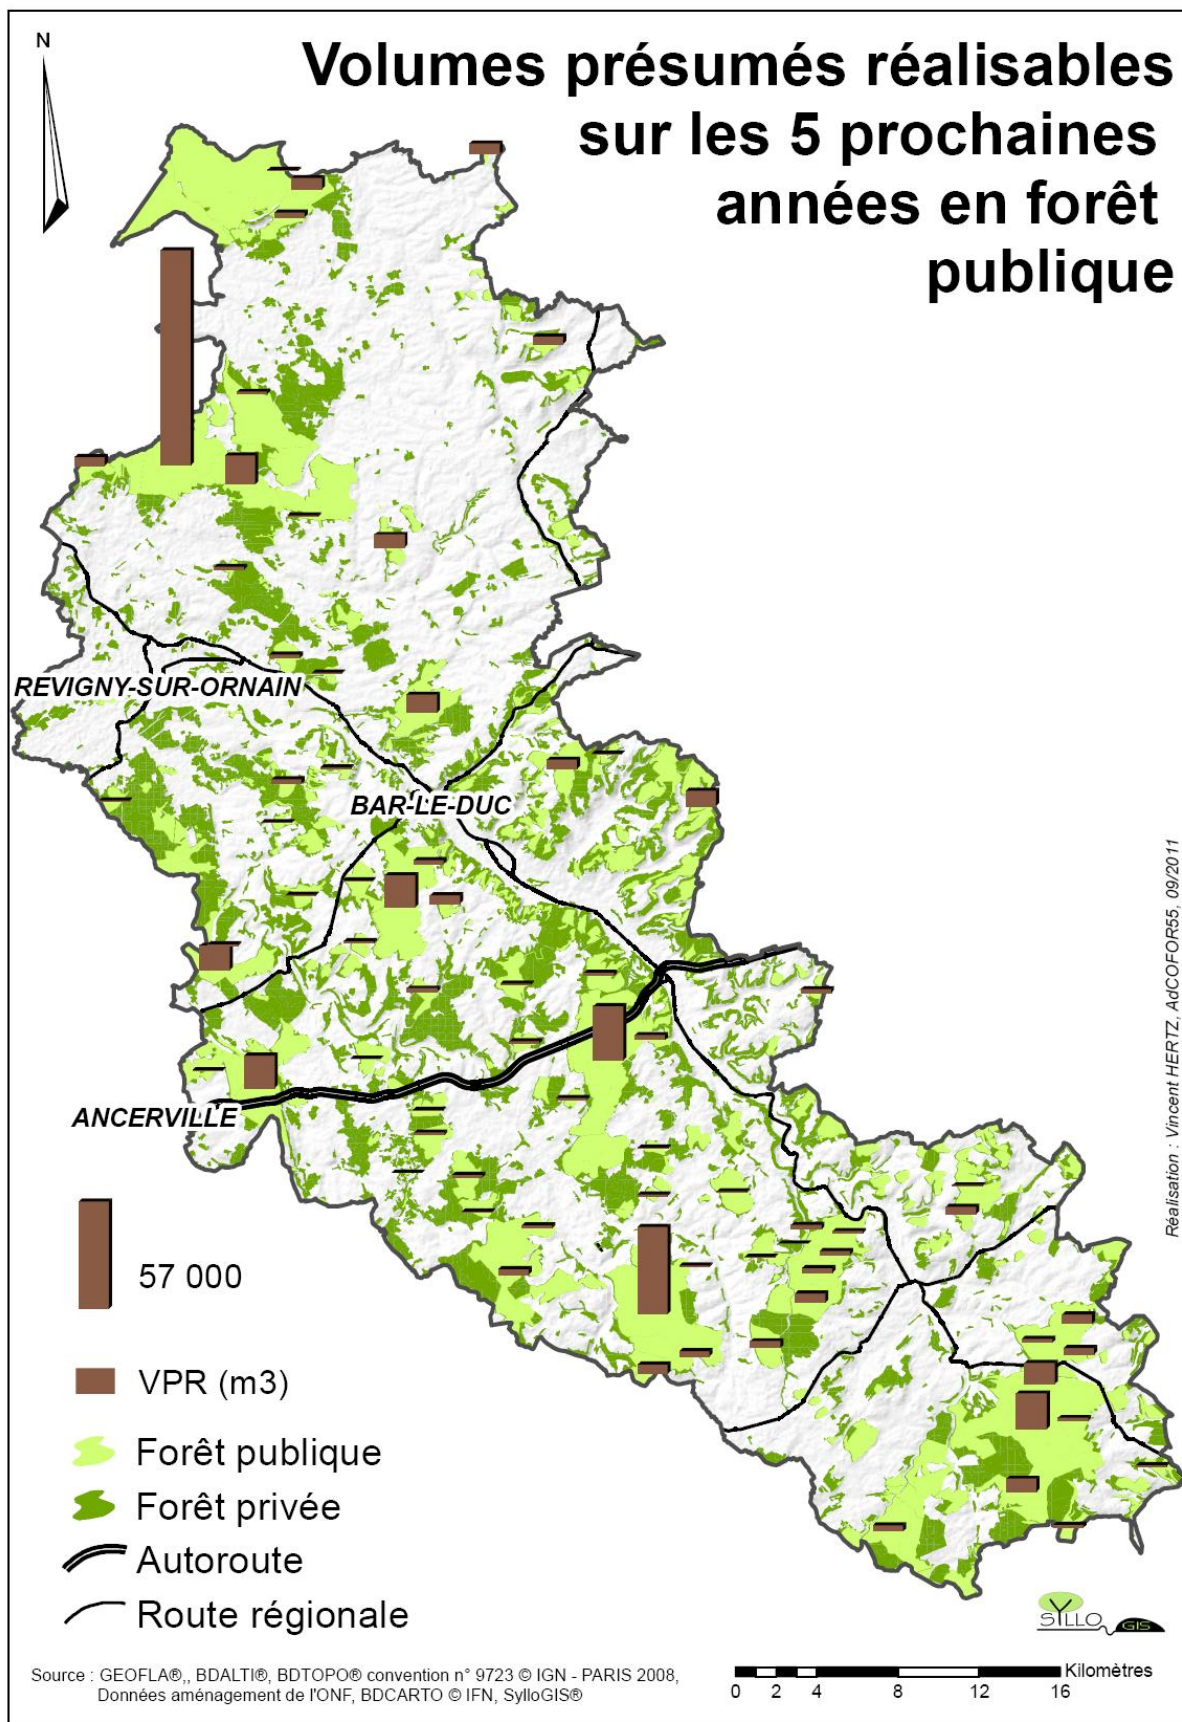 N
Volumes présumés réalisables
sur les 5 prochaines
années en forêt
publique
REVIGNY-SUR-ORNAIN
BAR-LE-DUC
ANCERVILLE
Réalisation : Vincent HERTZ, AdCOFOR55, 09/2011
57 000
VPR (m3)
Forêt publique
Forêt privée
Autoroute
Route régionale
SYLLO GIS
Source : GEOFLA®,, BDALTI®, BDTOPO® convention n° 9723 © IGN - PARIS 2008,
Données aménagement de l'ONF, BDCARTO © IFN, SylloGIS®
Kilomètres
0 2 4 8 12 16